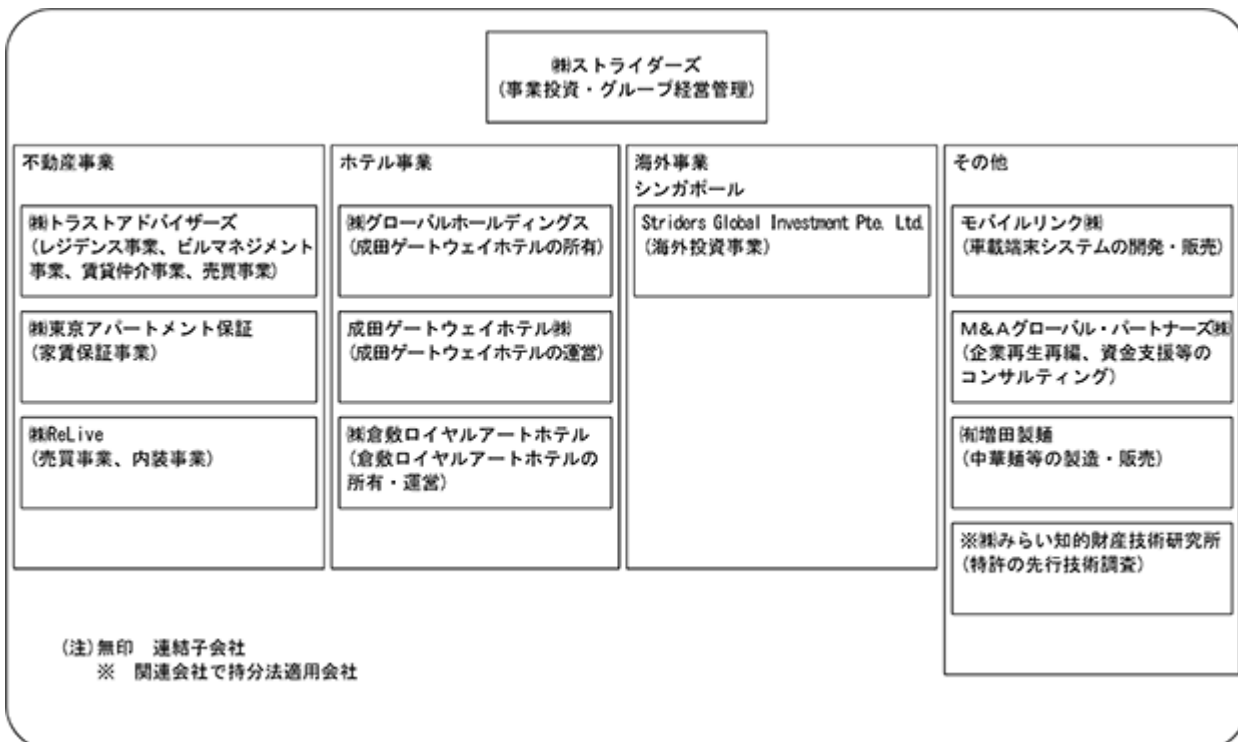 ㈱ストライダーズ
(事業投資・グループ経営管理)
不動産事業
㈱トラストアドバイザーズ
(レジデンス事業、ビルマネジメント
事業、賃貸仲介事業、売買事業)
㈱東京アパートメント保証
(家賃保証事業)
㈱ReLive
(売買事業、内装事業)
ホテル事業
㈱グローバルホールディングス
(成田ゲートウェイホテルの所有)
成田ゲートウェイホテル㈱
(成田ゲートウェイホテルの運営)
㈱倉敷ロイヤルアートホテル
(倉敷ロイヤルアートホテルの
所有・運営)
海外事業
シンガポール
Striders Global Investment Pte. Ltd.
(海外投資事業)
その他
モバイルリンク㈱
(車載端末システムの開発・販売)
M&Aグローバル・パートナーズ㈱
(企業再生再編、資金支援等の
コンサルティング)
㈲増田製麺
(中華麺等の製造・販売)
※㈱みらい知的財産技術研究所
(特許の先行技術調査)
(注)無印 連結子会社
※ 関連会社で持分法適用会社